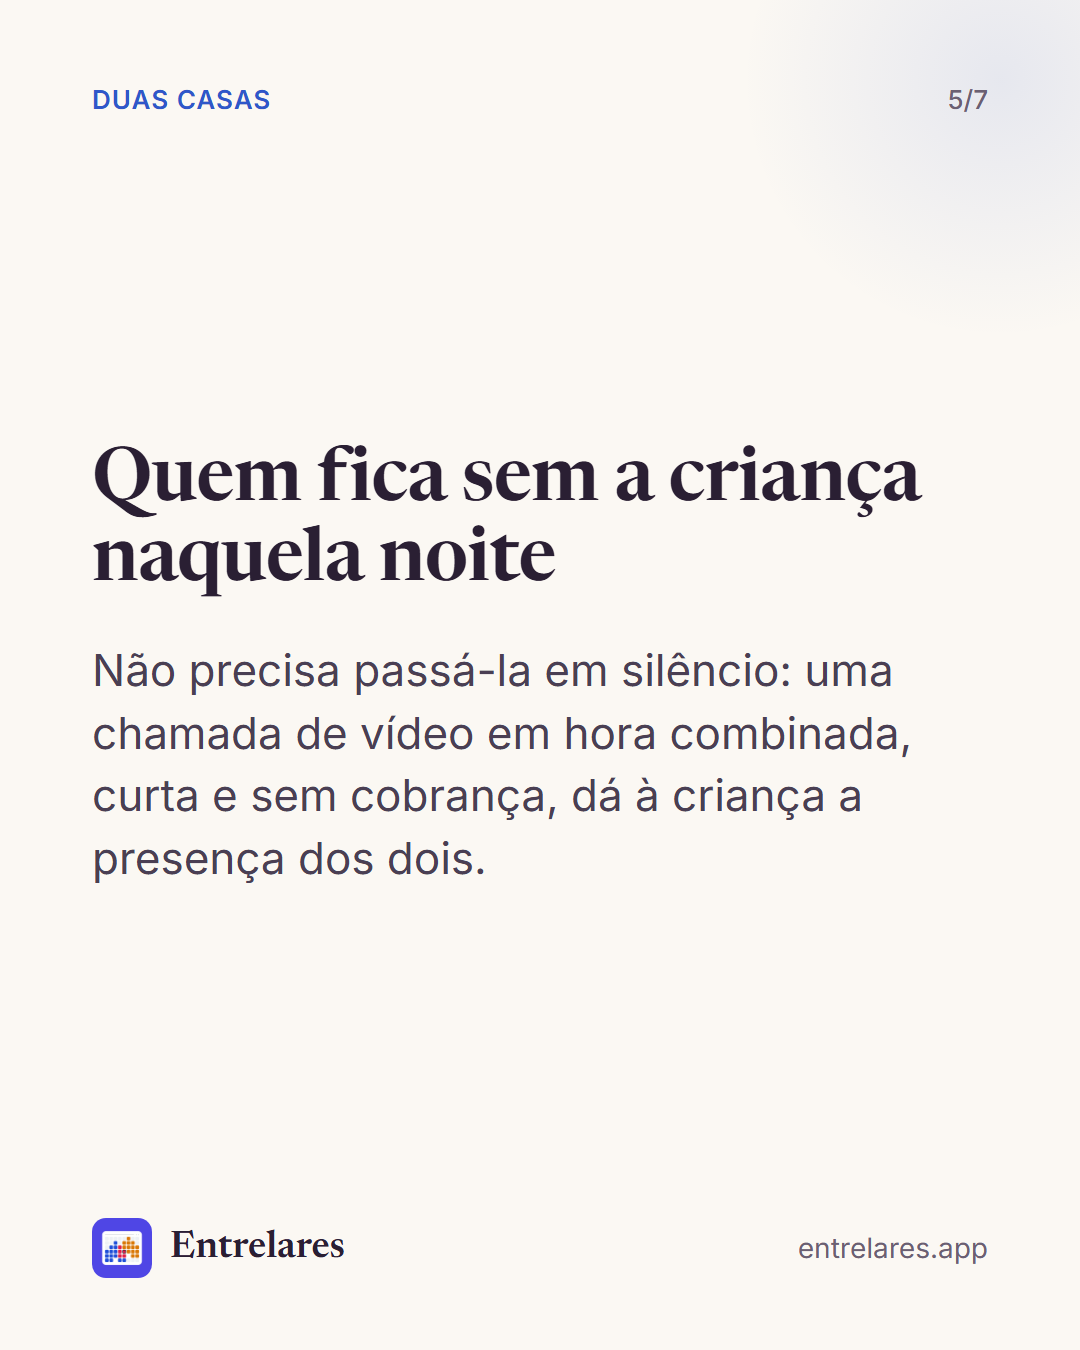 DUAS CASAS
5/7
Quem fica sem a criança
naquela noite
Não precisa passá-la em silêncio: uma
chamada de vídeo em hora combinada,
curta e sem cobrança, dá à criança a
presença dos dois.
Entrelares
entrelares.app